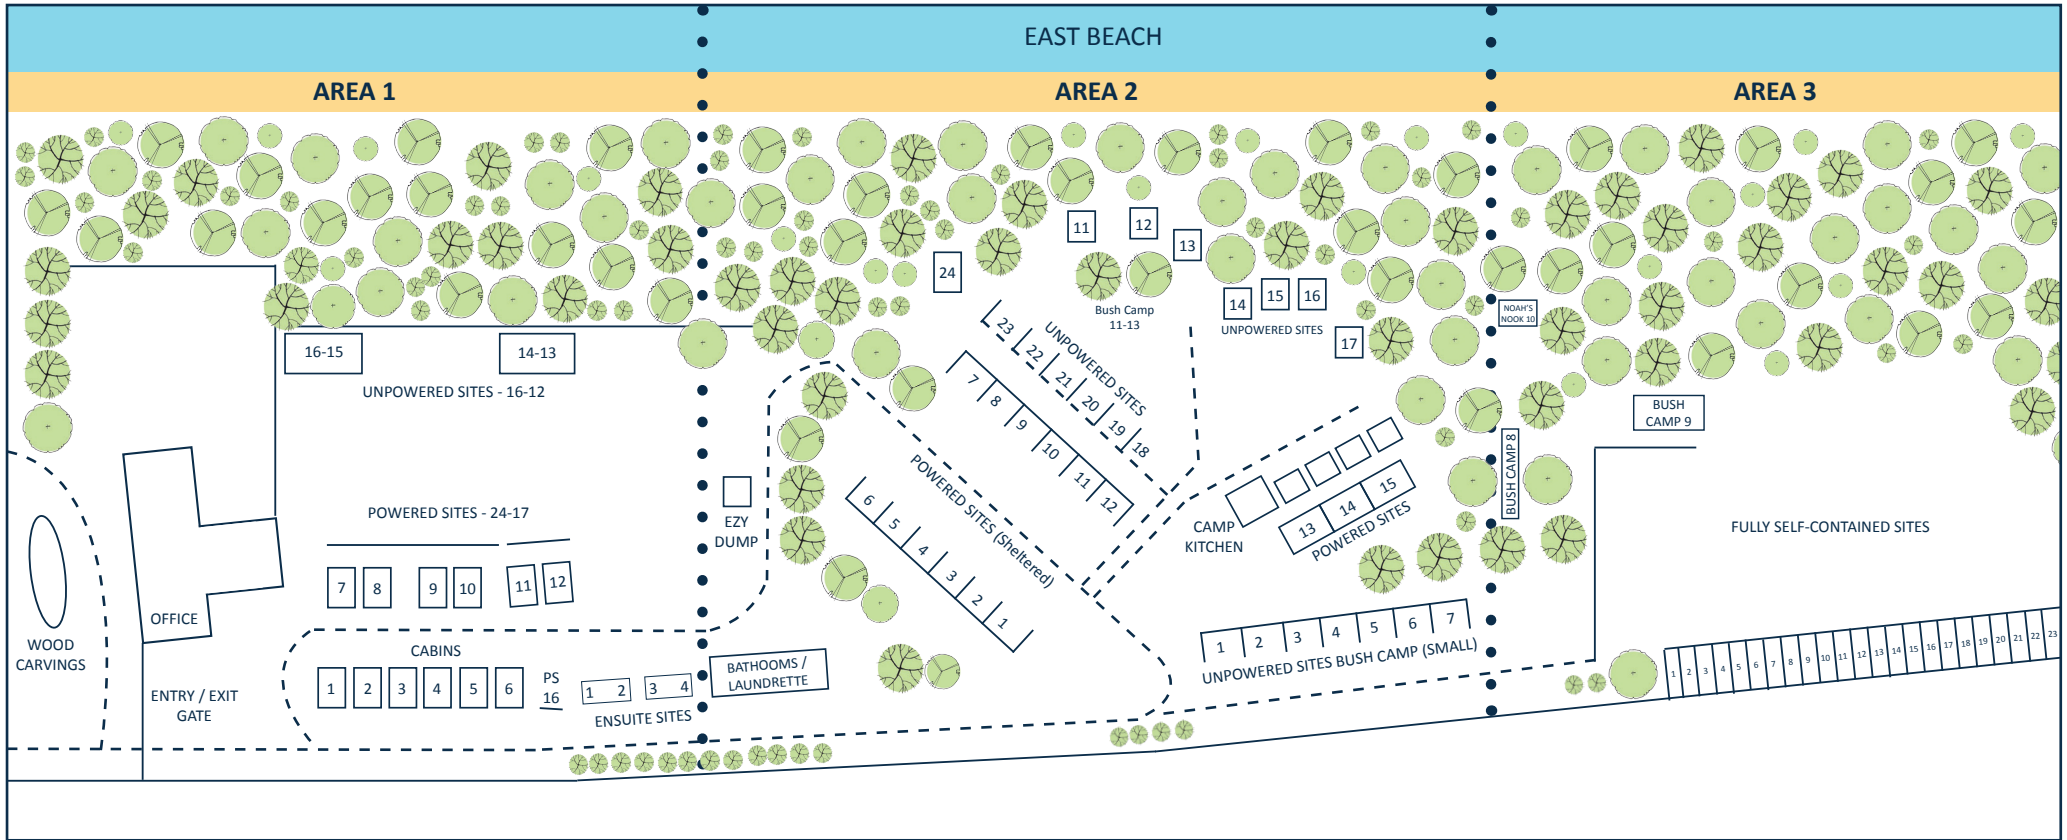 EAST BEACH
AREA 1
AREA 2
AREA 3
16-15
14-13
UNPOWERED SITES - 16-12
POWERED SITES - 24-17
7
8
9
10
11
12
OFFICE
WOOD
CARVINGS
ENTRY / EXIT
GATE
CABINS
1
2
3
4
5
6
PS
16
1 2
3 4
ENSUITE SITES
EZY
DUMP
BATHOOMS /
LAUNDRETTE
24
11
12
13
Bush Camp
11-13
14
15
16
UNPOWERED SITES
17
23
22
21
20
19
18
UNPOWERED SITES
7
8
9
10
11
12
POWERED SITES (Sheltered)
6
5
4
3
2
1
CAMP
KITCHEN
13
14
15
POWERED SITES
1
2
3
4
5
6
7
UNPOWERED SITES BUSH CAMP (SMALL)
NOAH'S
NOOK 10
BUSH CAMP 8
BUSH
CAMP 9
FULLY SELF-CONTAINED SITES
1
2
3
4
5
6
7
8
9
10
11
12
13
14
15
16
17
18
19
20
21
22
23